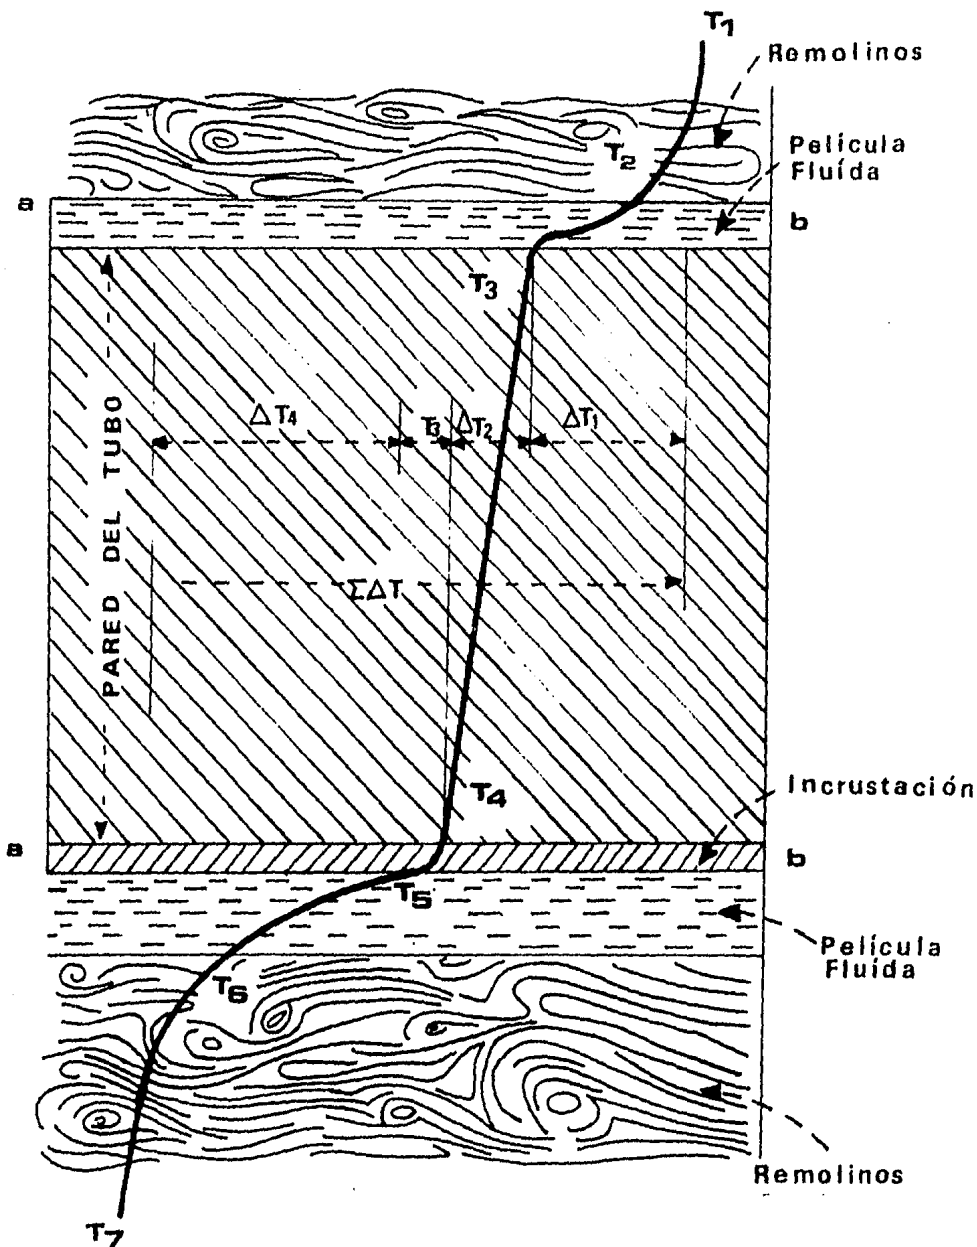 T1
Remolinos
T2
Película
Fluída
a
b
T3
ΔT4
T3
ΔT2
ΔT1
PARED DEL TUBO
ΣΔT
T4
Incrustación
a
b
T5
Película
Fluída
T6
Remolinos
T7